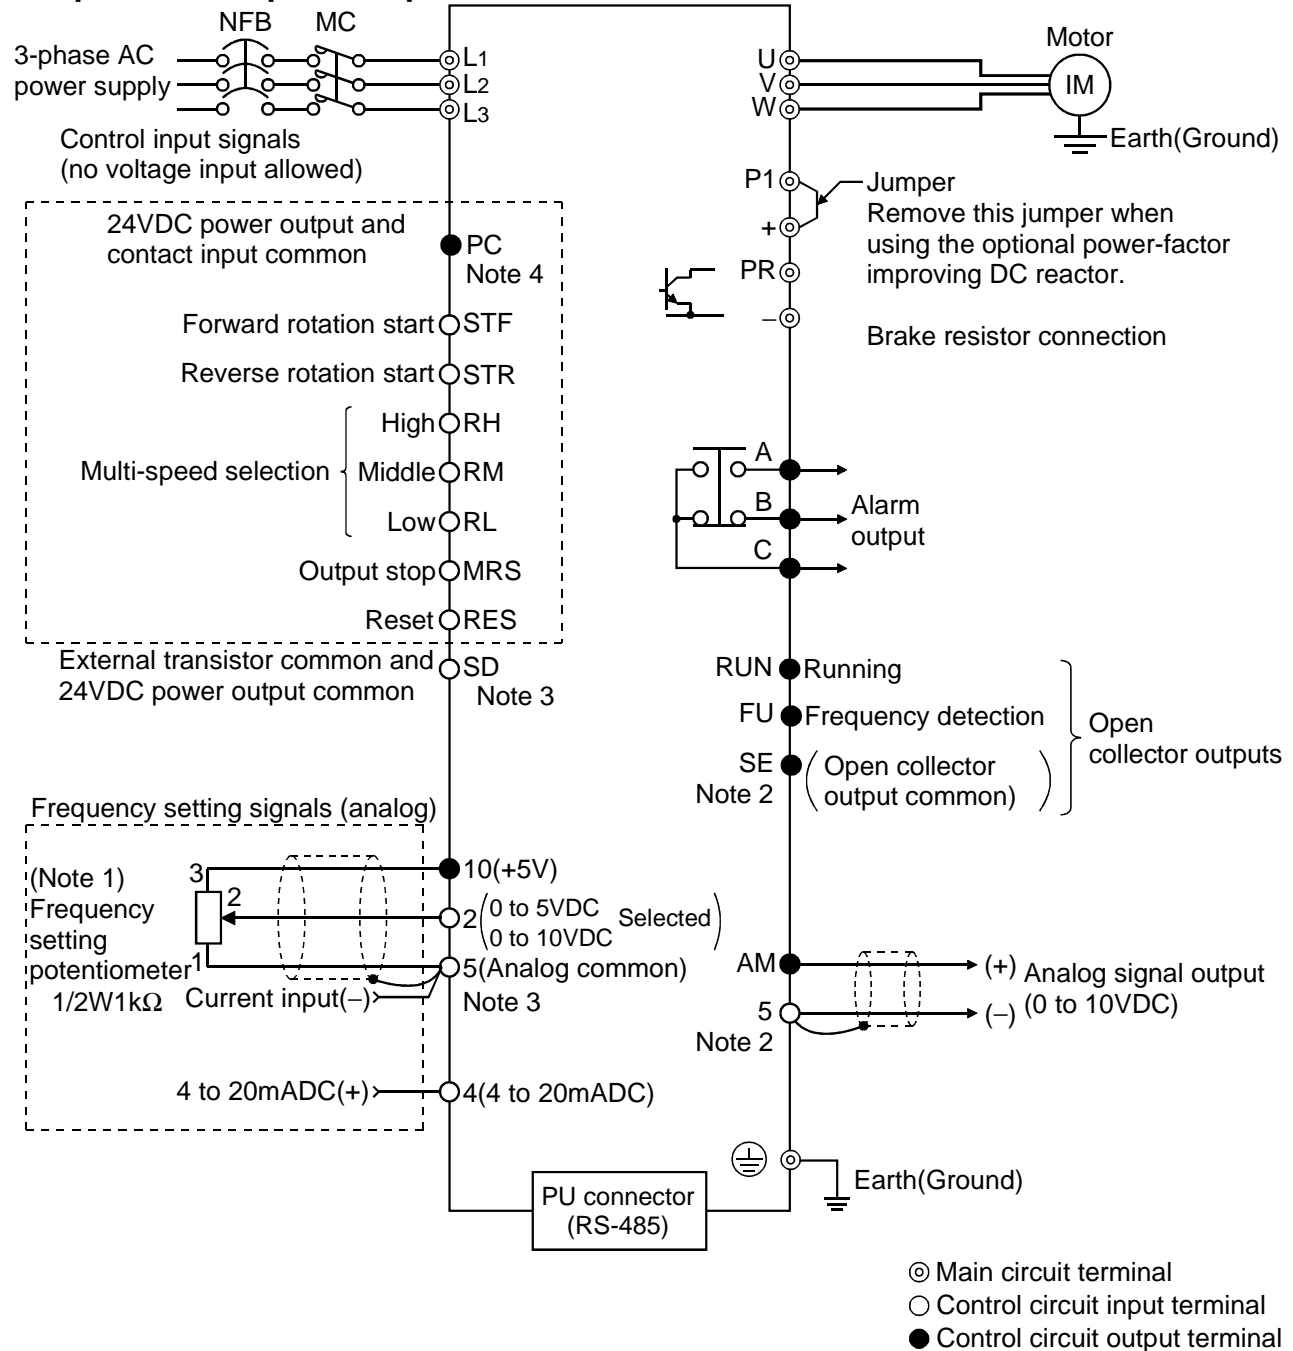 NFB MC
3-phase AC
power supply
L1
L2
L3
Control input signals
(no voltage input allowed)
U
V
W
Motor
IM
Earth(Ground)
P1
+
PR
−
Jumper
Remove this jumper when
using the optional power-factor
improving DC reactor.
Brake resistor connection
24VDC power output and
contact input common
PC
Note 4
Forward rotation start STF
Reverse rotation start STR
High RH
Multi-speed selection Middle RM
Low RL
Output stop MRS
Reset RES
External transistor common and
24VDC power output common
SD
Note 3
A
B
C
Alarm
output
RUN Running
FU Frequency detection
SE (Open collector
output common)
Note 2
Open
collector outputs
Frequency setting signals (analog)
(Note 1)
Frequency
setting
potentiometer
1/2W1kΩ
3
2
1
10(+5V)
2 (0 to 5VDC
0 to 10VDC Selected)
5(Analog common)
Note 3
Current input(−)
4 to 20mADC(+) 4(4 to 20mADC)
AM
5
Note 2
(+)
(−)
Analog signal output
(0 to 10VDC)
Earth(Ground)
PU connector
(RS-485)
Main circuit terminal
Control circuit input terminal
Control circuit output terminal